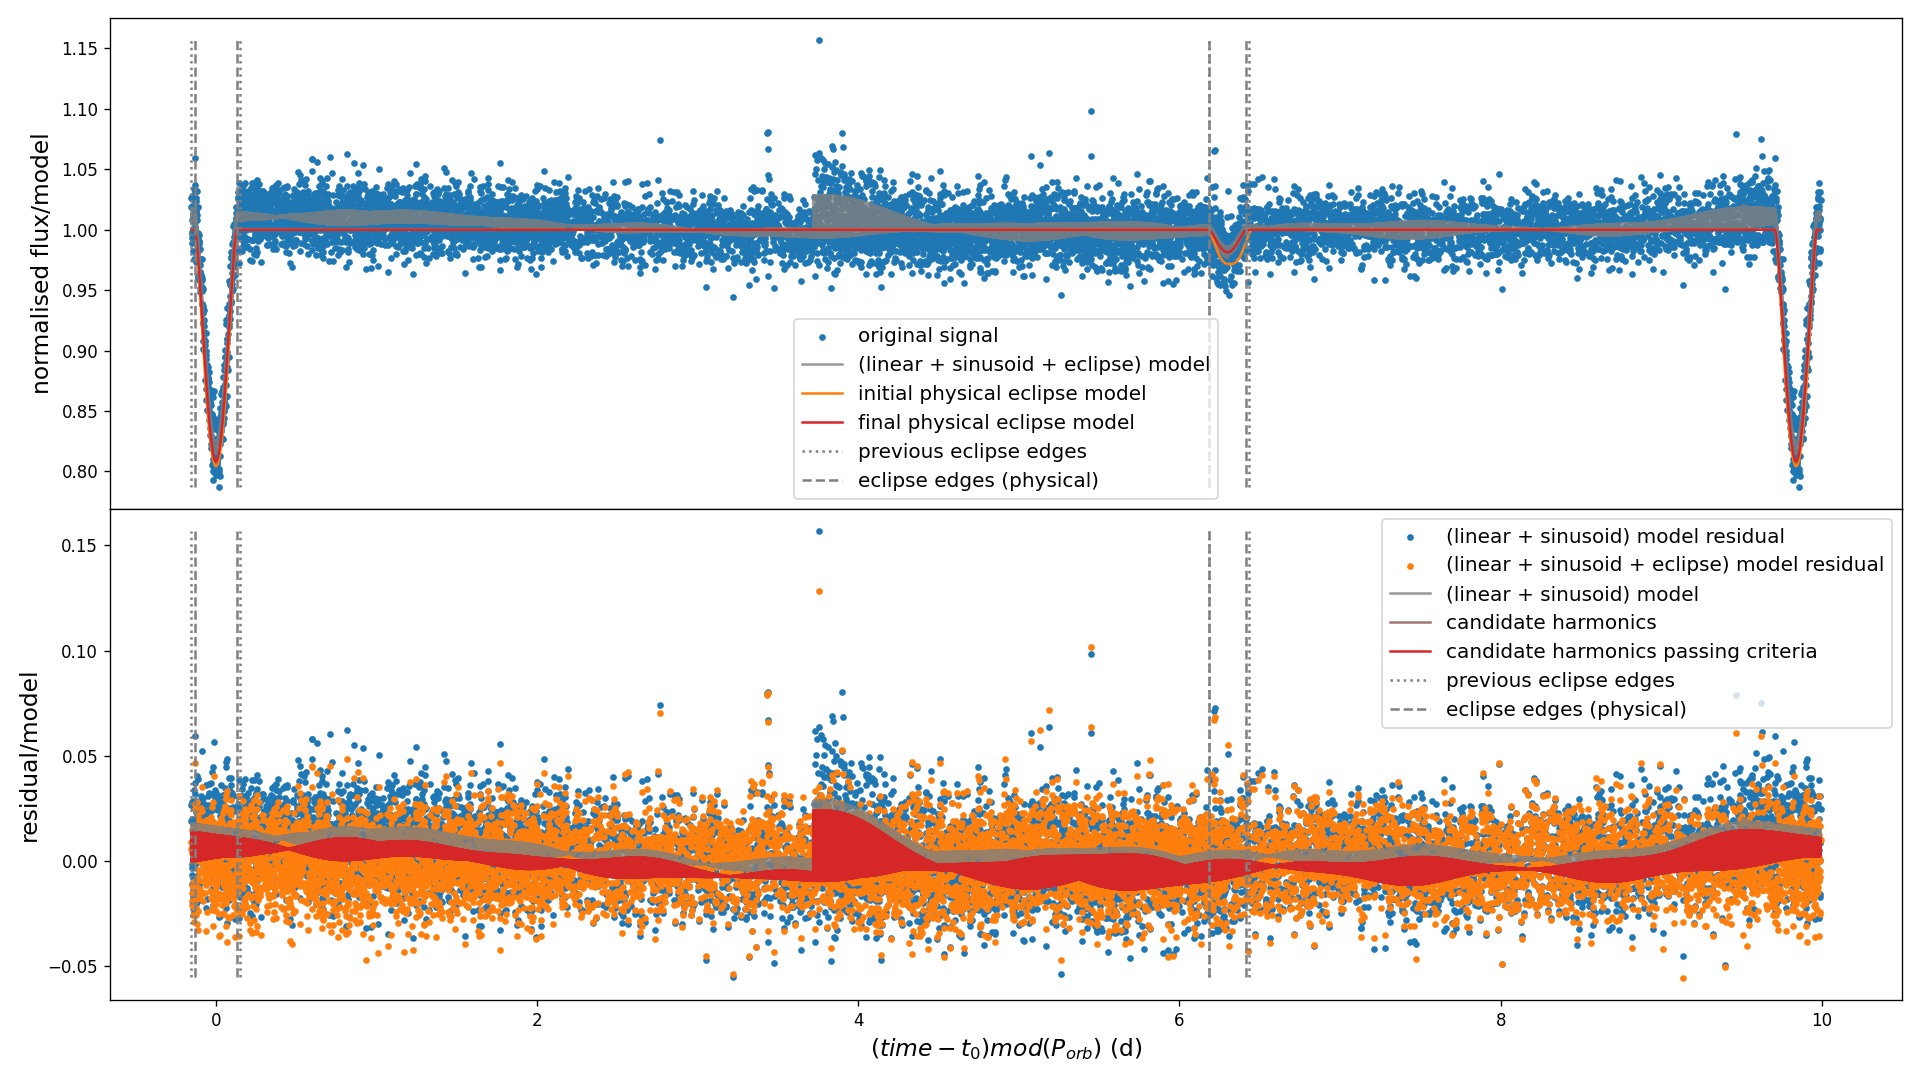 normalised flux/model
1.15
1.10
1.05
1.00
0.95
0.90
0.85
0.80
original signal
(linear + sinusoid + eclipse) model
initial physical eclipse model
final physical eclipse model
previous eclipse edges
eclipse edges (physical)
residual/model
0.15
0.10
0.05
0.00
−0.05
(linear + sinusoid) model residual
(linear + sinusoid + eclipse) model residual
(linear + sinusoid) model
candidate harmonics
candidate harmonics passing criteria
previous eclipse edges
eclipse edges (physical)
0 2 4 6 8 10
(time − t₀)mod(P_orb) (d)